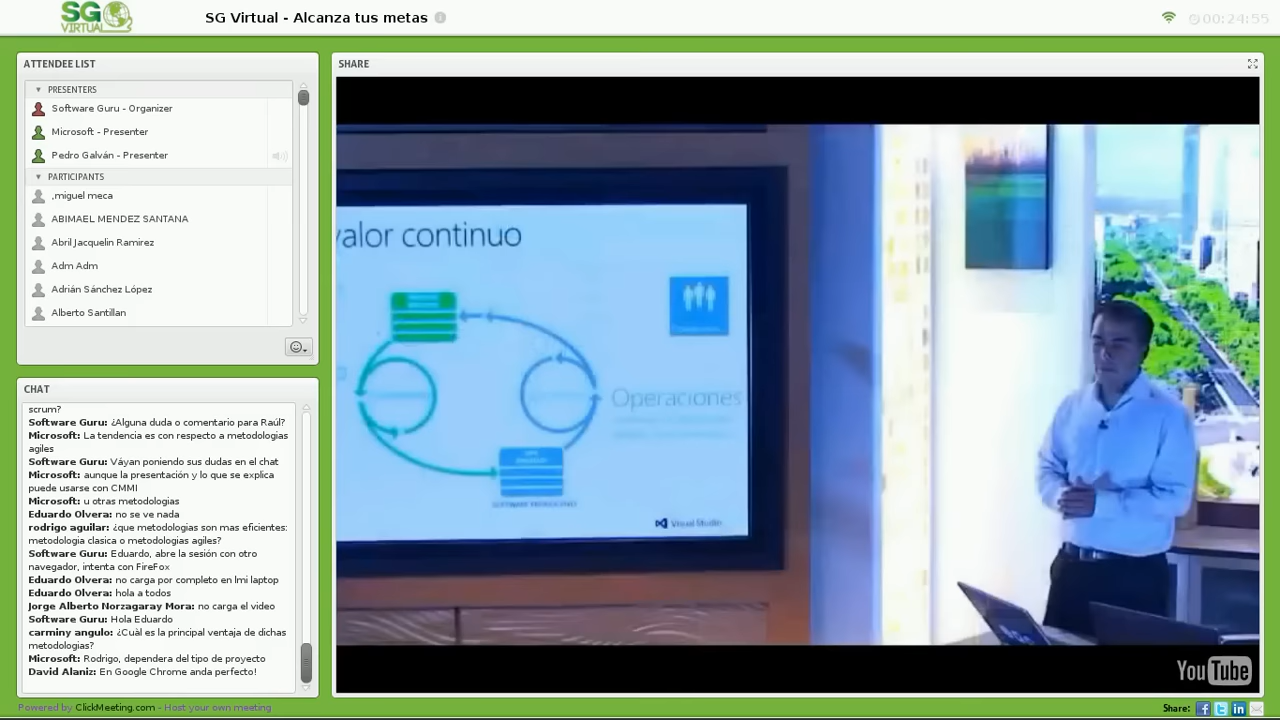 SG
VIRTUAL
SG Virtual - Alcanza tus metas
00:24:55
ATTENDEE LIST
PRESENTERS
Software Guru - Organizer
Microsoft - Presenter
Pedro Galván - Presenter
PARTICIPANTS
,miguel meca
ABIMAEL MENDEZ SANTANA
Abril Jacquelin Ramirez
Adm Adm
Adrián Sánchez López
Alberto Santillan
CHAT
scrum?
Software Guru: ¿Alguna duda o comentario para Raúl?
Microsoft: La tendencia es con respecto a metodologias
agiles
Software Guru: Váyan poniendo sus dudas en el chat
Microsoft: aunque la presentación y lo que se explica
puede usarse con CMMI
Microsoft: u otras metodologias
Eduardo Olvera: no se ve nada
rodrigo aguilar: ¿que metodologias son mas eficientes:
metodologia clasica o metodologias agiles?
Software Guru: Eduardo, abre la sesión con otro
navegador, intenta con FireFox
Eduardo Olvera: no carga por completo en lmi laptop
Eduardo Olvera: hola a todos
Jorge Alberto Norzagaray Mora: no carga el video
Software Guru: Hola Eduardo
carminy angulo: ¿Cuàl es la principal ventaja de dichas
metodologías?
Microsoft: Rodrigo, dependera del tipo de proyecto
David Alaniz: En Google Chrome anda perfecto!
SHARE
valor continuo
Operaciones
Visual Studio
YouTube
Powered by ClickMeeting.com - Host your own meeting
Share: